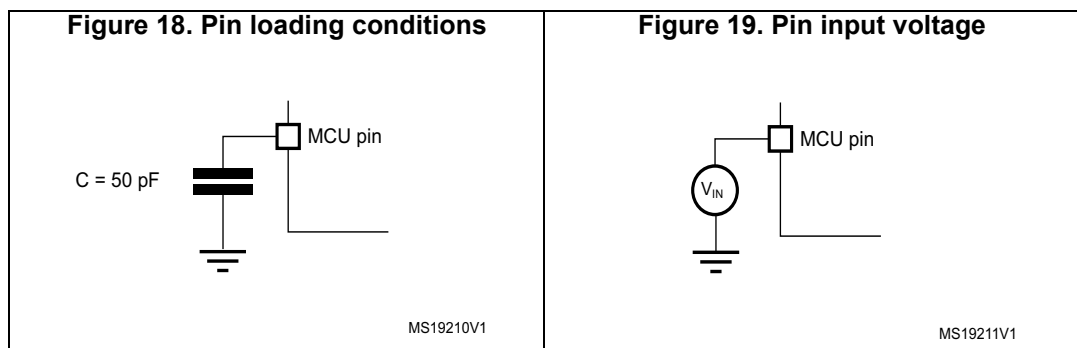 Figure 18. Pin loading conditions
MCU pin
C = 50 pF
MS19210V1
Figure 19. Pin input voltage
MCU pin
VIN
MS19211V1